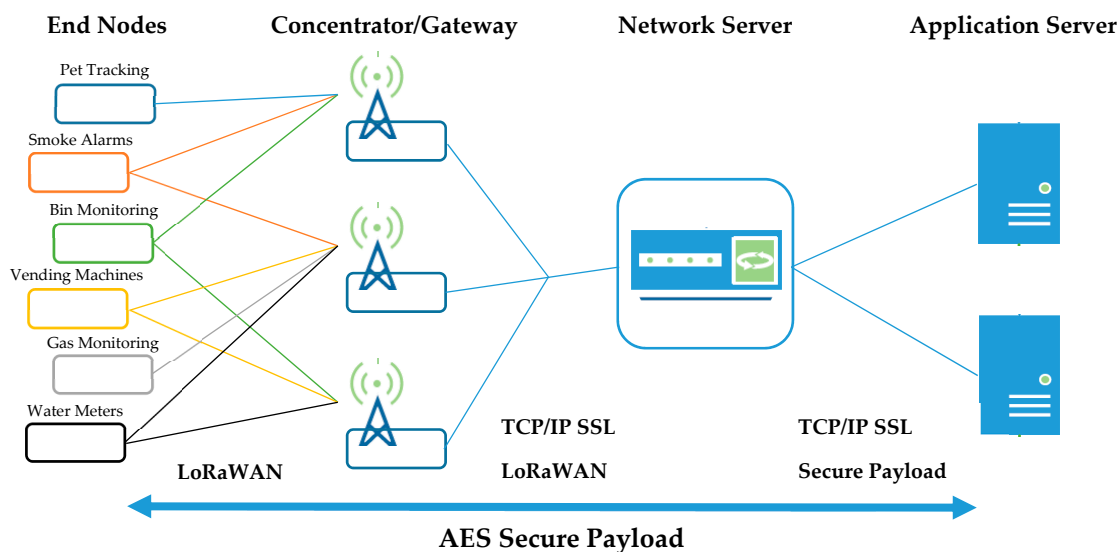 End Nodes
Concentrator/Gateway
Network Server
Application Server
Pet Tracking
Smoke Alarms
Bin Monitoring
Vending Machines
Gas Monitoring
Water Meters
LoRaWAN
TCP/IP SSL
LoRaWAN
TCP/IP SSL
Secure Payload
AES Secure Payload